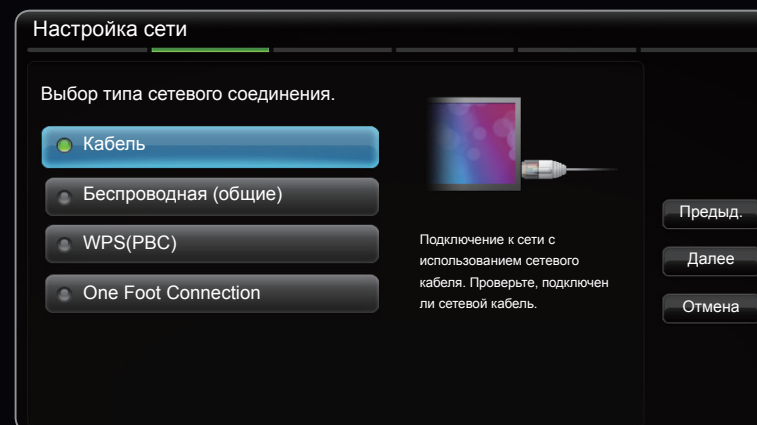 Настройка сети
Выбор типа сетевого соединения.
Кабель
Беспроводная (общие)
WPS(PBC)
One Foot Connection
Подключение к сети с
использованием сетевого
кабеля. Проверьте, подключен
ли сетевой кабель.
Предыд.
Далее
Отмена